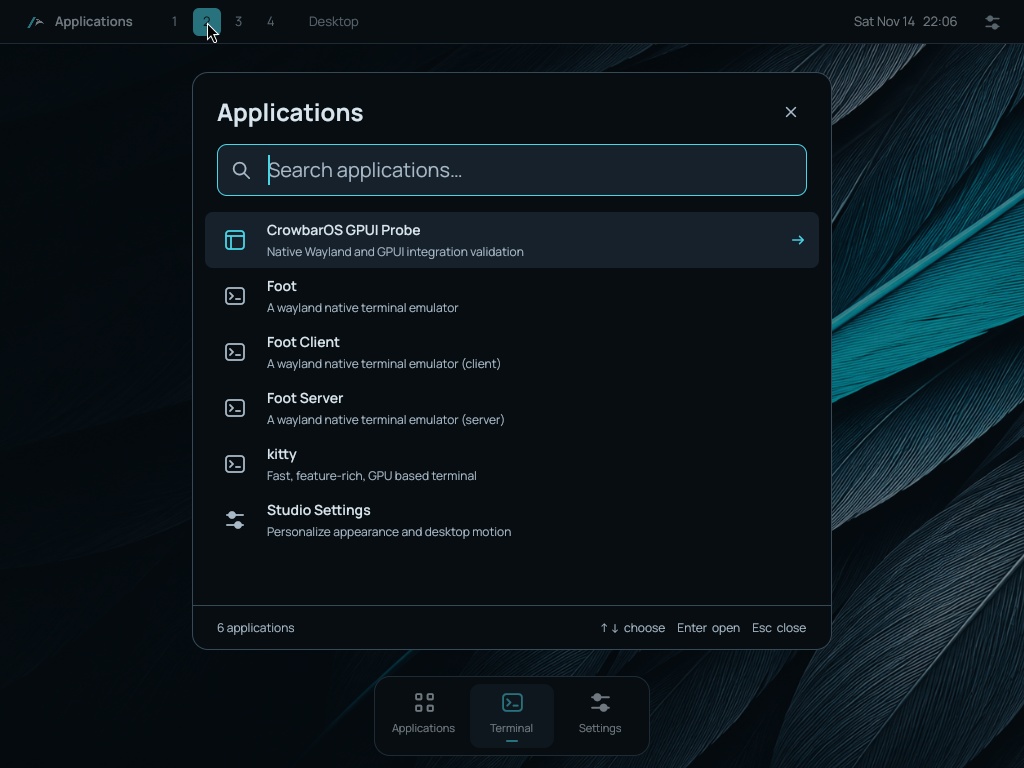 Applications 1 2 3 4 Desktop Sat Nov 14 22:06
Applications
Search applications...
CrowbarOS GPUI Probe
Native Wayland and GPUI integration validation
Foot
A wayland native terminal emulator
Foot Client
A wayland native terminal emulator (client)
Foot Server
A wayland native terminal emulator (server)
kitty
Fast, feature-rich, GPU based terminal
Studio Settings
Personalize appearance and desktop motion
6 applications ↑↓ choose Enter open Esc close
Applications Terminal Settings